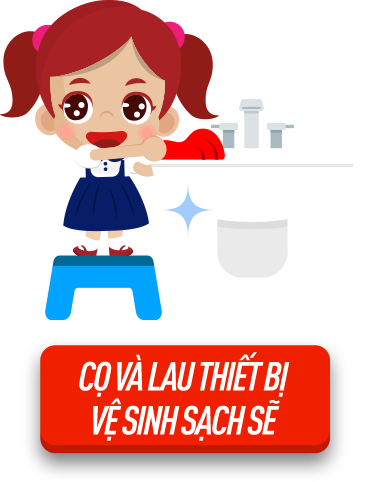 CỌ VÀ LAU THIẾT BỊ
VỆ SINH SẠCH SẼ